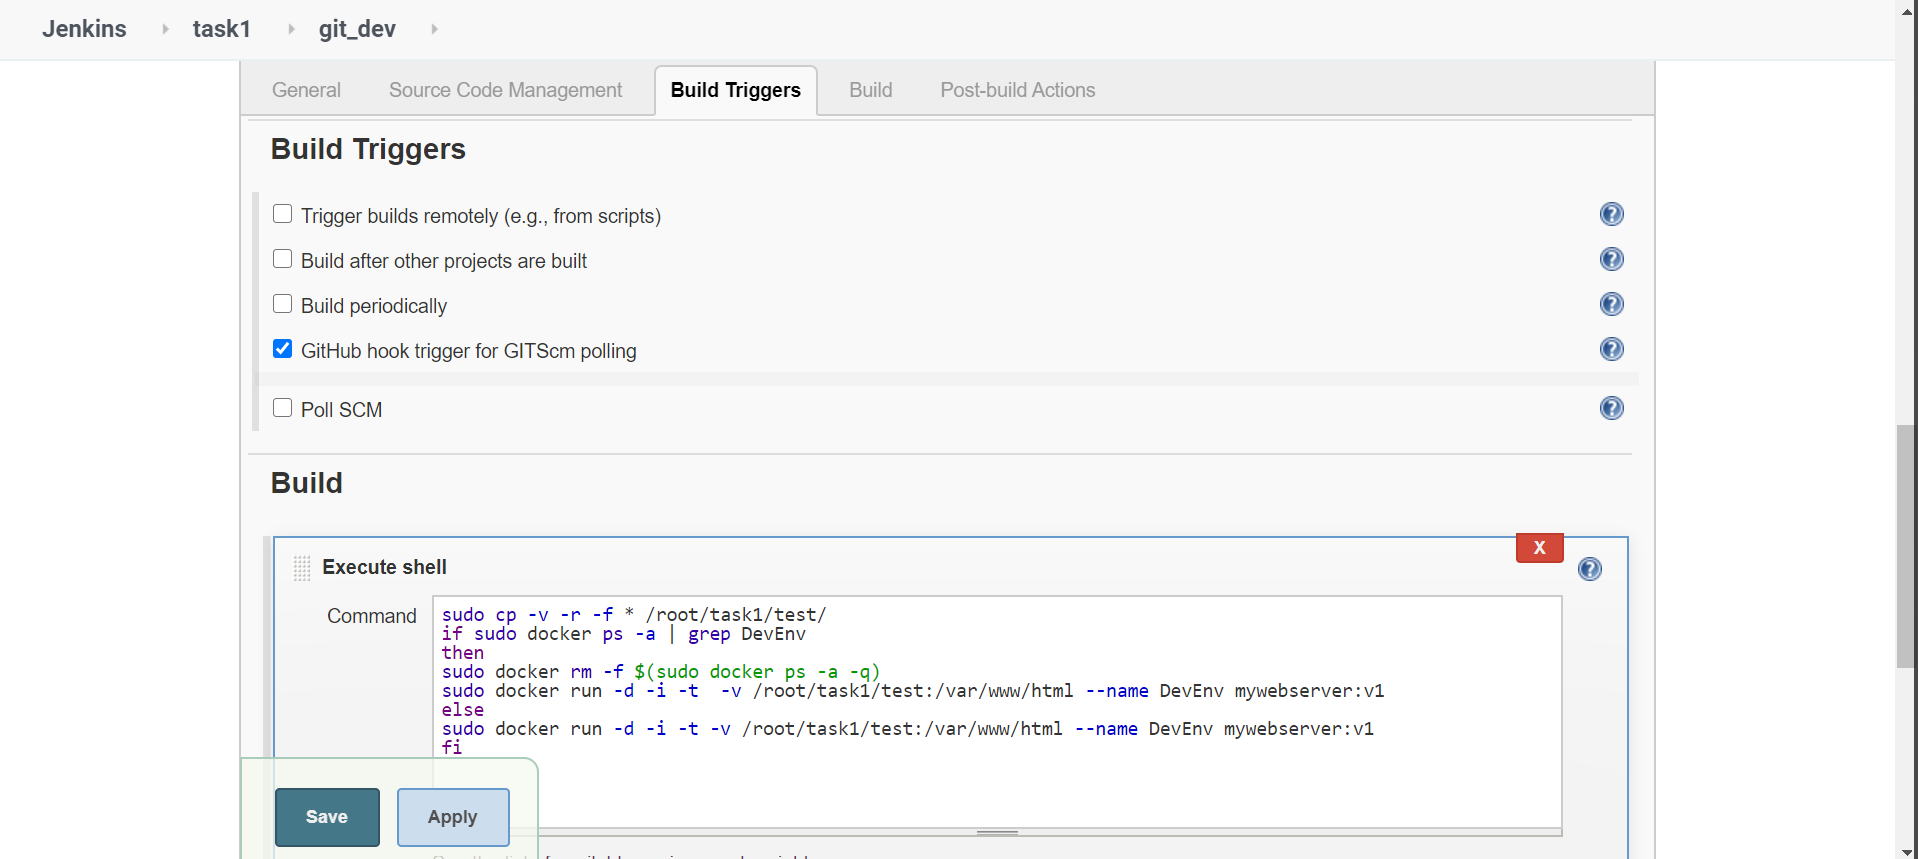 Jenkins task1 git_dev
General Source Code Management Build Triggers Build Post-build Actions
Build Triggers
Trigger builds remotely (e.g., from scripts)
Build after other projects are built
Build periodically
GitHub hook trigger for GITScm polling
Poll SCM
Build
X
Execute shell
Command
sudo cp -v -r -f * /root/task1/test/
if sudo docker ps -a | grep DevEnv
then
sudo docker rm -f $(sudo docker ps -a -q)
sudo docker run -d -i -t  -v /root/task1/test:/var/www/html --name DevEnv mywebserver:v1
else
sudo docker run -d -i -t -v /root/task1/test:/var/www/html --name DevEnv mywebserver:v1
fi
Save Apply